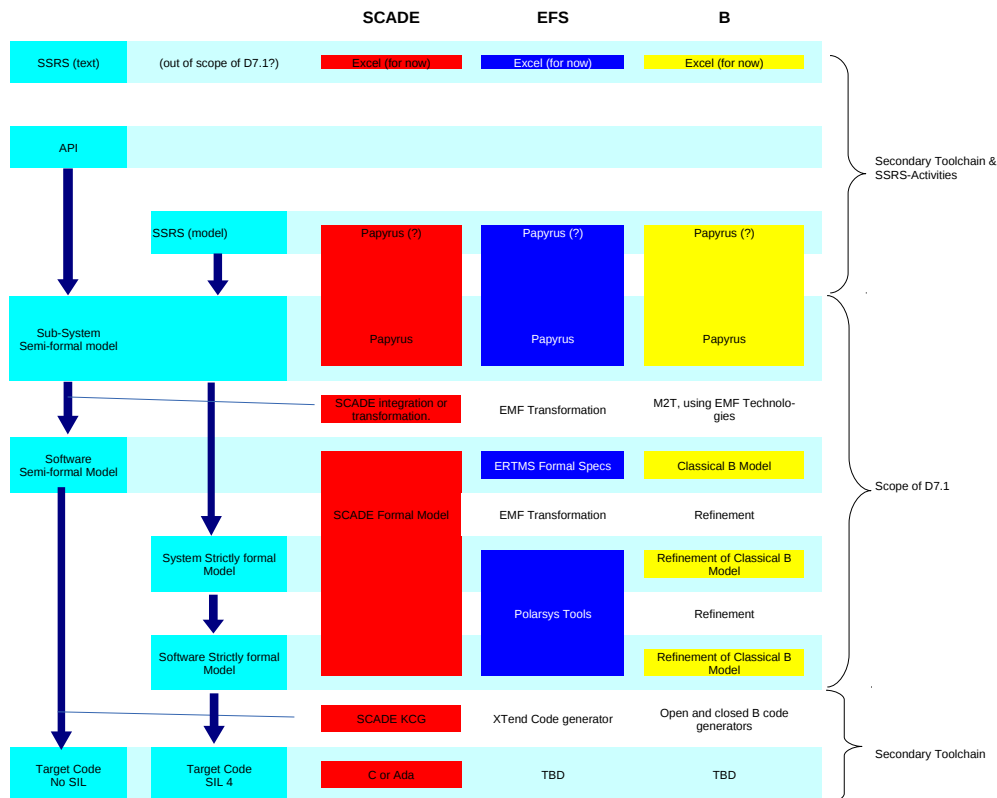 SCADE
EFS
B
SSRS (text)
(out of scope of D7.1?)
Excel (for now)
Excel (for now)
Excel (for now)
API
Secondary Toolchain &
SSRS-Activities
SSRS (model)
Papyrus (?)
Papyrus (?)
Papyrus (?)
Sub-System
Semi-formal model
Papyrus
Papyrus
Papyrus
SCADE integration or
transformation.
EMF Transformation
M2T, using EMF Technolo-
gies
Software
Semi-formal Model
ERTMS Formal Specs
Classical B Model
Scope of D7.1
SCADE Formal Model
EMF Transformation
Refinement
System Strictly formal
Model
Refinement of Classical B
Model
Polarsys Tools
Refinement
Software Strictly formal
Model
Refinement of Classical B
Model
SCADE KCG
XTend Code generator
Open and closed B code
generators
Secondary Toolchain
Target Code
No SIL
Target Code
SIL 4
C or Ada
TBD
TBD